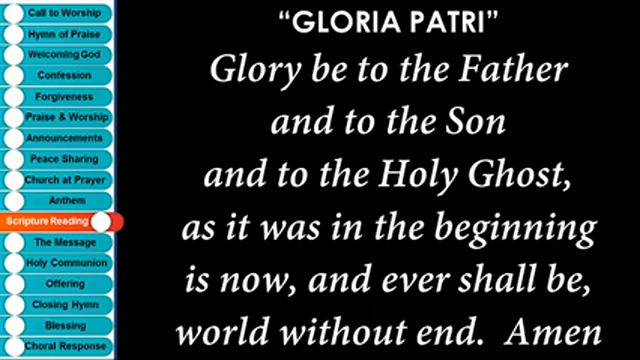 Call to Worship
Hymn of Praise
Welcoming God
Confession
Forgiveness
Praise & Worship
Announcements
Peace Sharing
Church at Prayer
Anthem
Scripture Reading
The Message
Holy Communion
Offering
Closing Hymn
Blessing
Choral Response
“GLORIA PATRI”
Glory be to the Father
and to the Son
and to the Holy Ghost,
as it was in the beginning
is now, and ever shall be,
world without end. Amen